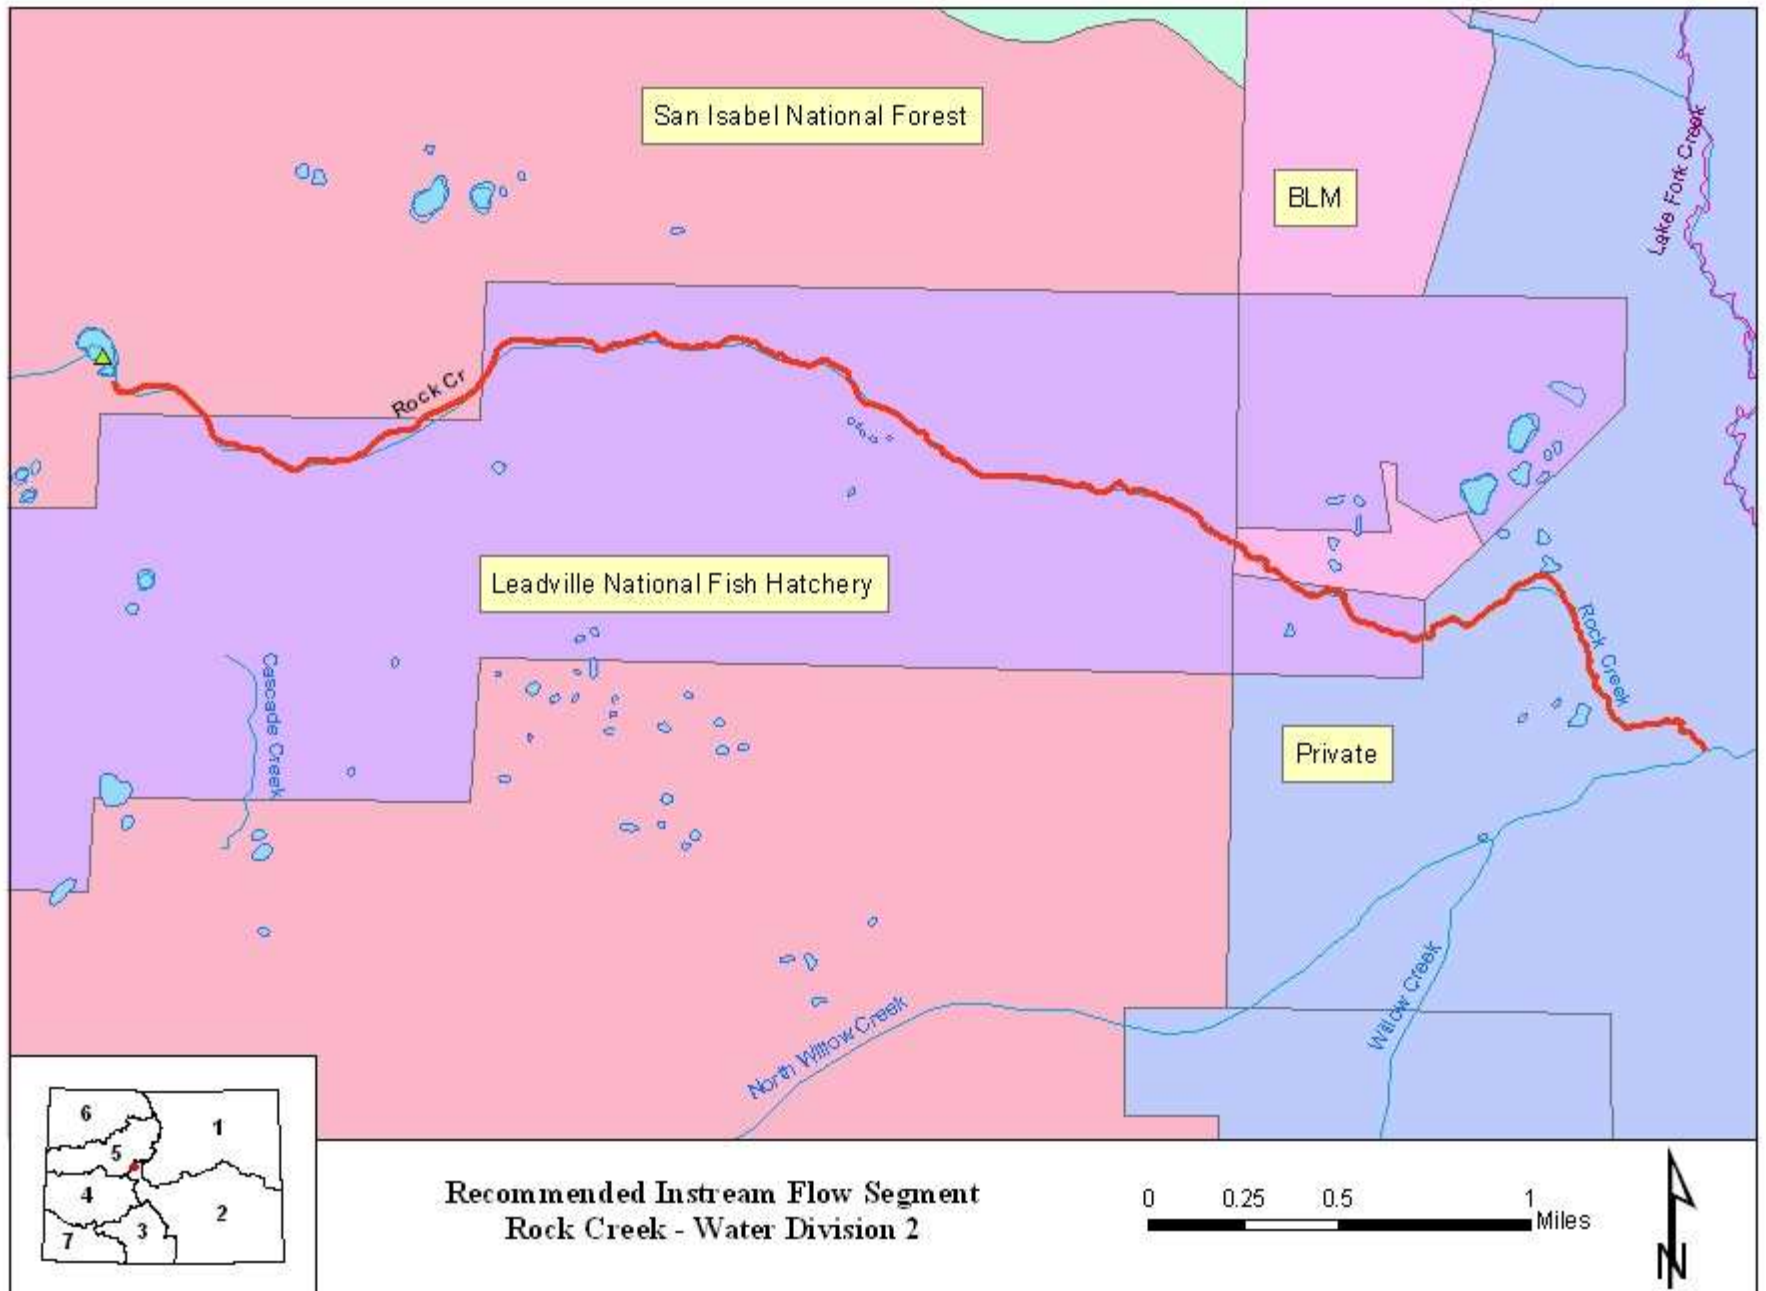 San Isabel National Forest
BLM
Lake Fork Creek
Rock Cr
Leadville National Fish Hatchery
Rock Creek
Cascade Creek
Private
North Willow Creek
Willow Creek
6
1
5
4
2
3
7
Recommended Instream Flow Segment
Rock Creek - Water Division 2
0 0.25 0.5 1
Miles
N